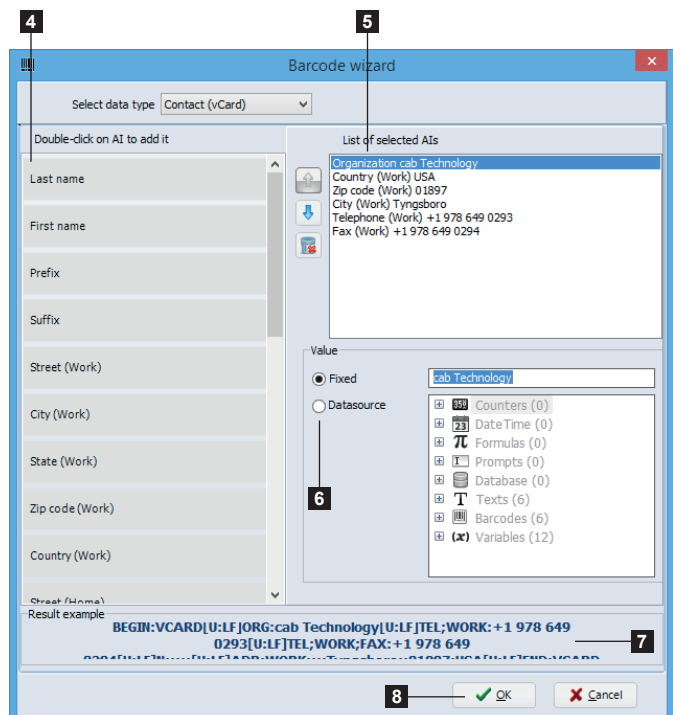 4
5
Barcode wizard
Select data type Contact (vCard)
Double-click on AI to add it
List of selected AIs
Last name
First name
Prefix
Suffix
Street (Work)
City (Work)
State (Work)
Zip code (Work)
Country (Work)
Street (Home)
Organization cab Technology
Country (Work) USA
Zip code (Work) 01897
City (Work) Tyngsboro
Telephone (Work) +1 978 649 0293
Fax (Work) +1 978 649 0294
Value
Fixed
cab Technology
Datasource
Counters (0)
DateTime (0)
Formulas (0)
Prompts (0)
Database (0)
Texts (6)
Barcodes (6)
Variables (12)
6
Result example
BEGIN:VCARD[U:LF]ORG:cab Technology[U:LF]TEL;WORK:+1 978 649
0293[U:LF]TEL;WORK;FAX:+1 978 649
7
8
OK
Cancel